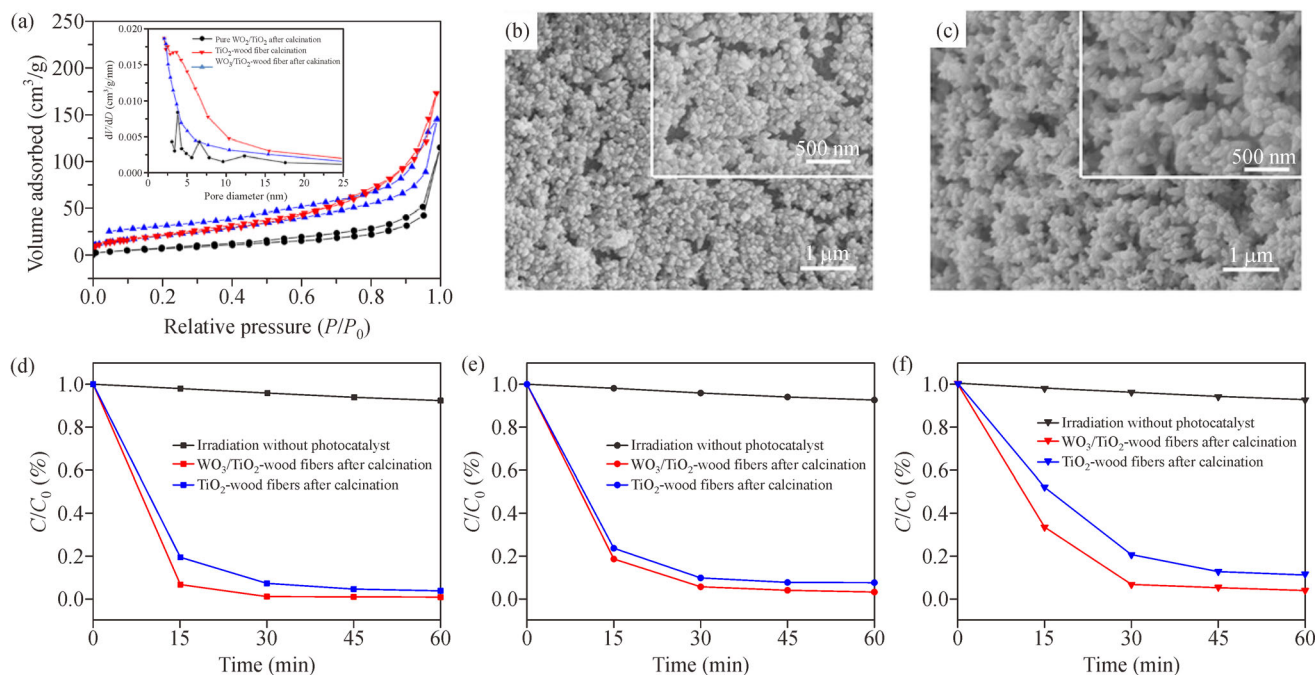 (a)
Volume adsorbed (cm³/g)
250
200
150
100
50
0
0.0 0.2 0.4 0.6 0.8 1.0
Relative pressure (P/P₀)
dV/dD (cm³/g/nm)
0.020
0.015
0.010
0.005
0.000
0 5 10 15 20 25
Pore diameter (nm)
Pure WO₃/TiO₂ after calcination
TiO₂-wood fiber calcination
WO₃/TiO₂-wood fiber after cakination
(b)
500 nm
1 μm
(c)
500 nm
1 μm
(d)
C/C₀ (%)
1.0
0.8
0.6
0.4
0.2
0.0
Irradiation without photocatalyst
WO₃/TiO₂-wood fibers after calcination
TiO₂-wood fibers after calcination
0 15 30 45 60
Time (min)
(e)
C/C₀ (%)
1.0
0.8
0.6
0.4
0.2
0.0
Irradiation without photocatalyst
WO₃/TiO₂-wood fibers after calcination
TiO₂-wood fibers after calcination
0 15 30 45 60
Time (min)
(f)
C/C₀ (%)
1.0
0.8
0.6
0.4
0.2
0.0
Irradiation without photocatalyst
WO₃/TiO₂-wood fibers after calcination
TiO₂-wood fibers after calcination
0 15 30 45 60
Time (min)